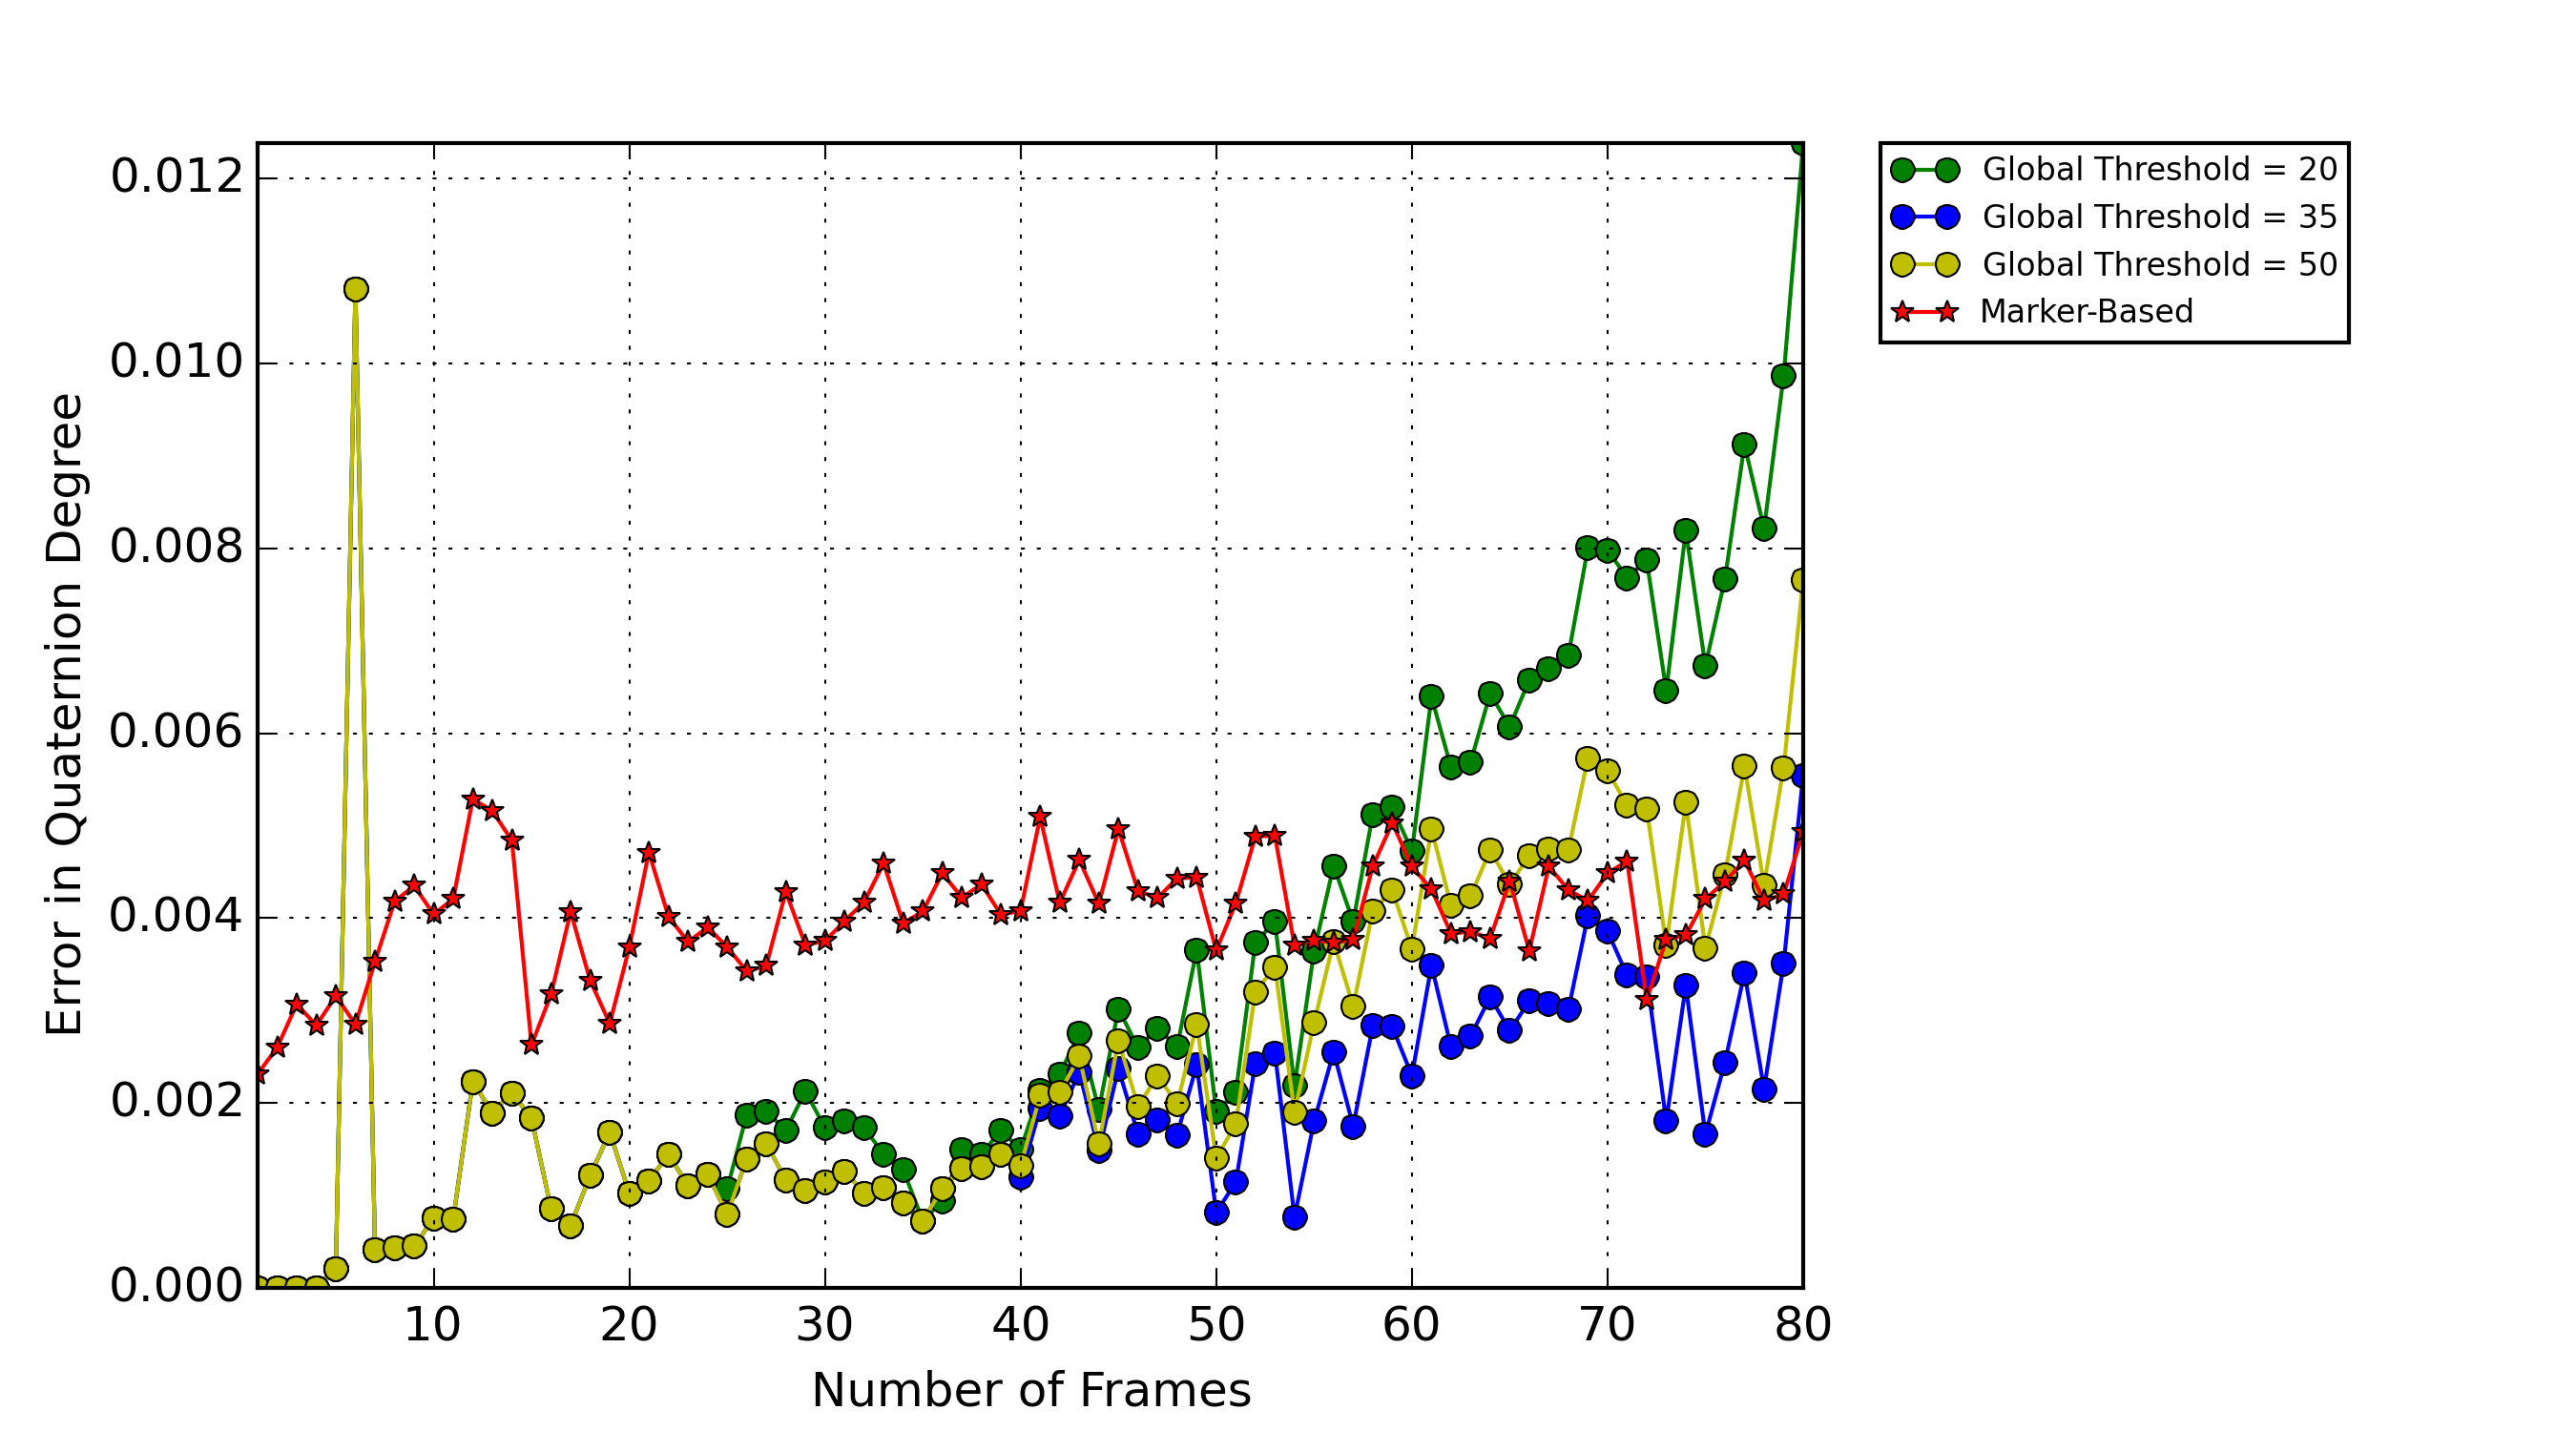 0.012
0.010
0.008
0.006
0.004
0.002
0.000
Error in Quaternion Degree
10 20 30 40 50 60 70 80
Number of Frames
Global Threshold = 20
Global Threshold = 35
Global Threshold = 50
Marker-Based